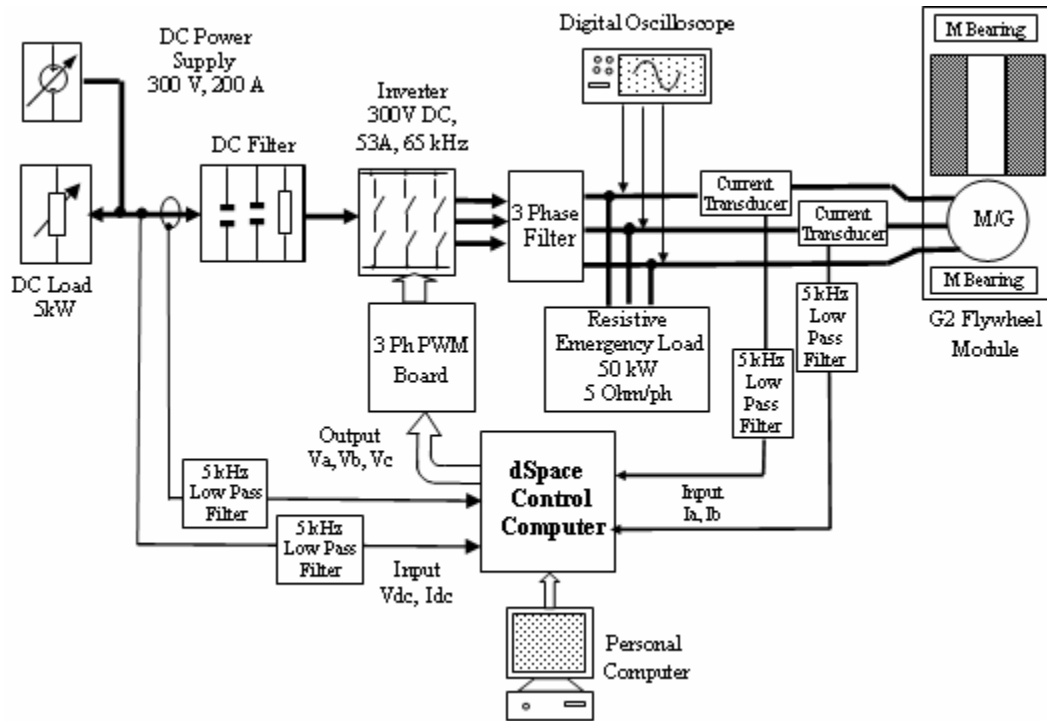 DC Power
Supply
300 V, 200 A
Digital Oscilloscope
M Bearing
Inverter
300V DC,
53A, 65 kHz
DC Filter
3 Phase
Filter
Current
Transducer
Current
Transducer
M/G
M Bearing
G2 Flywheel
Module
DC Load
5kW
3 Ph PWM
Board
Resistive
Emergency Load
50 kW
5 Ohm/ph
5 kHz
Low
Pass
Filter
5 kHz
Low
Pass
Filter
Output
Va, Vb, Vc
dSpace
Control
Computer
Input
Ia, Ib
5 kHz
Low Pass
Filter
5 kHz
Low Pass
Filter
Input
Vdc, Idc
Personal
Computer